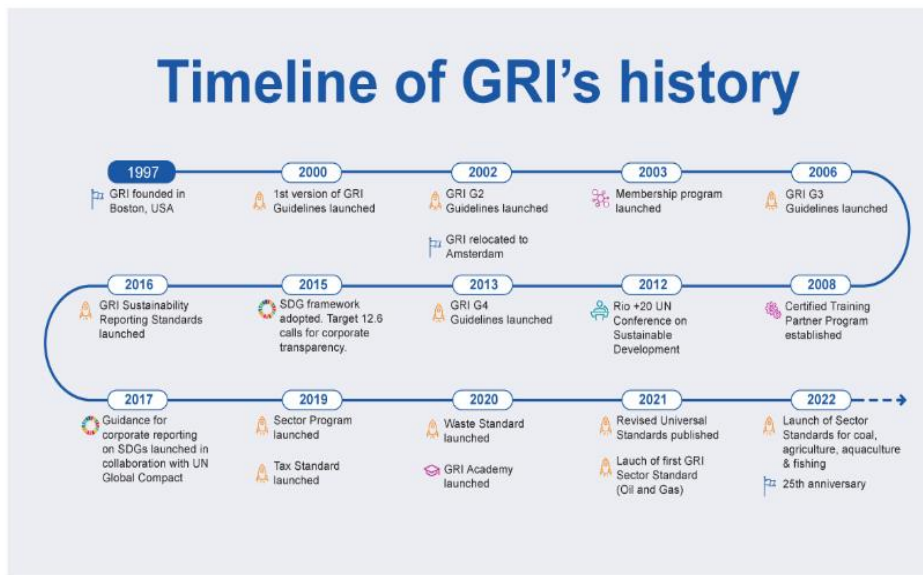 Timeline of GRI's history
1997
GRI founded in
Boston, USA
2000
1st version of GRI
Guidelines launched
2002
GRI G2
Guidelines launched
GRI relocated to
Amsterdam
2003
Membership program
launched
2006
GRI G3
Guidelines launched
2008
Certified Training
Partner Program
established
2012
Rio +20 UN
Conference on
Sustainable
Development
2013
GRI G4
Guidelines launched
2015
SDG framework
adopted. Target 12.6
calls for corporate
transparency.
2016
GRI Sustainability
Reporting Standards
launched
2017
Guidance for
corporate reporting
on SDGs launched in
collaboration with UN
Global Compact
2019
Sector Program
launched
Tax Standard
launched
2020
Waste Standard
launched
GRI Academy
launched
2021
Revised Universal
Standards published
Lauch of first GRI
Sector Standard
(Oil and Gas)
2022
Launch of Sector
Standards for coal,
agriculture, aquaculture
& fishing
25th anniversary